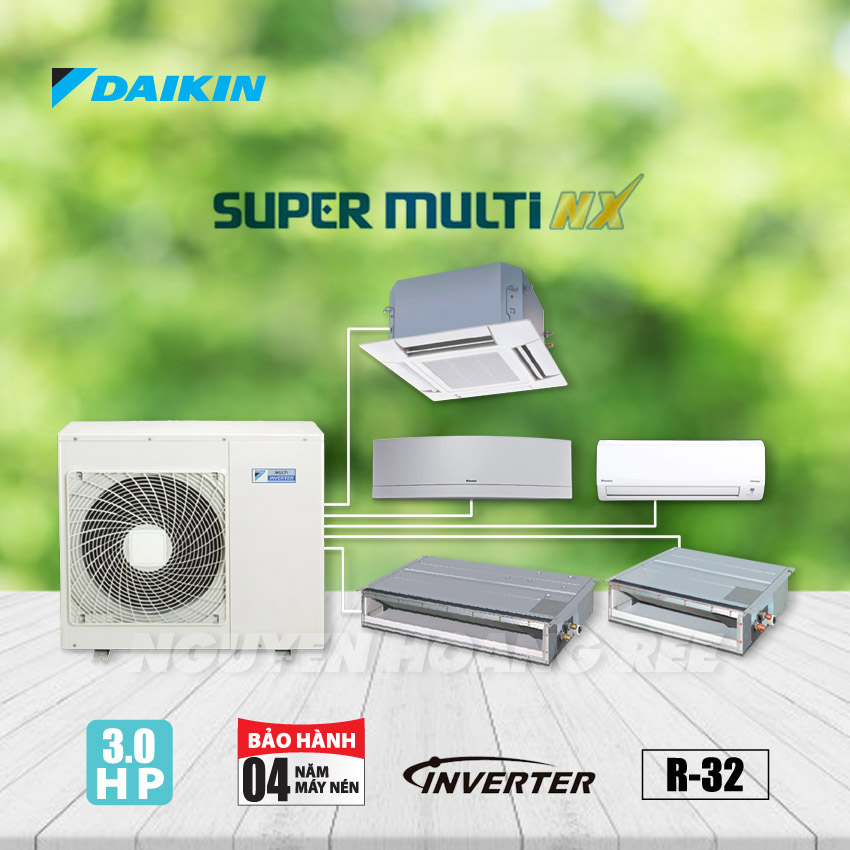 DAIKIN
SUPER MULTi NX
MULTI
INVERTER
NGUYEN HOANG REE
3.0
HP
BẢO HÀNH
04 NĂM
MÁY NÉN
INVERTER
R-32